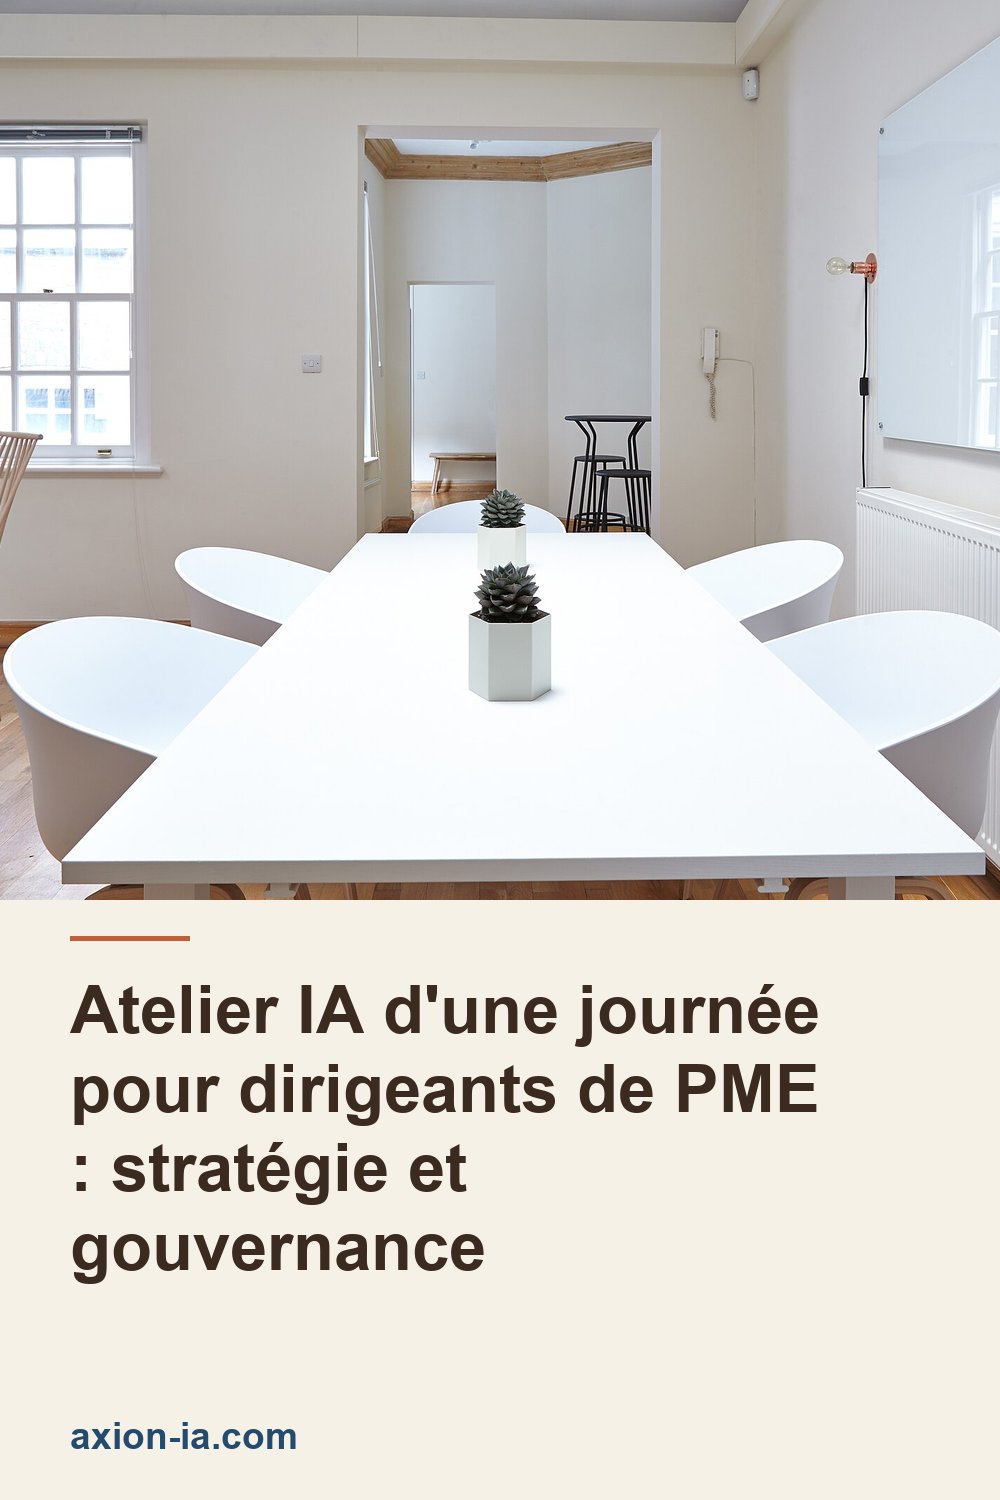 Atelier IA d'une journée
pour dirigeants de PME
: stratégie et
gouvernance
axion-ia.com